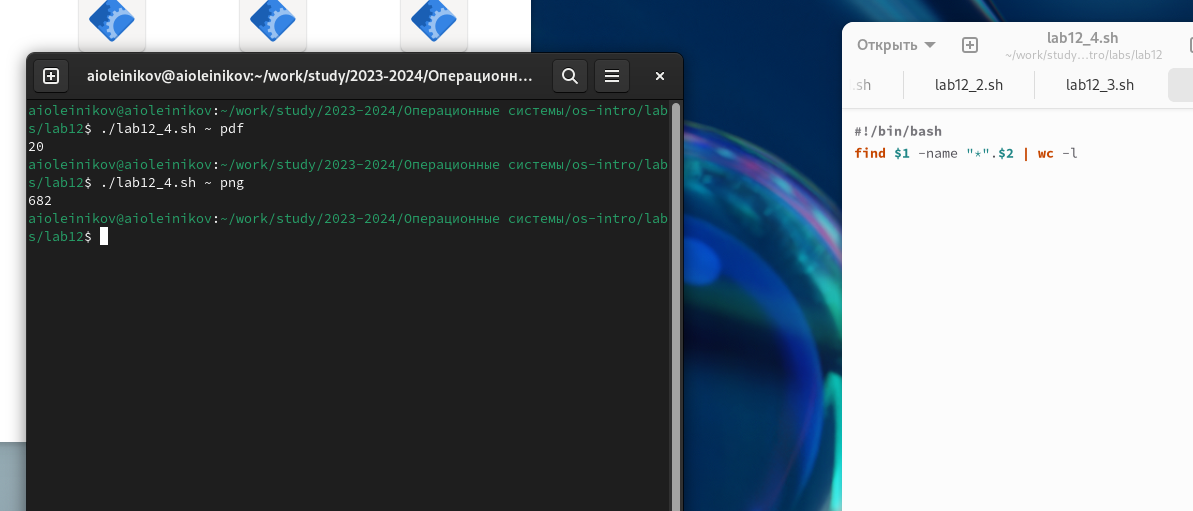 aioleinikov@aioleinikov:~/work/study/2023-2024/Операционн...
aioleinikov@aioleinikov:~/work/study/2023-2024/Операционные системы/os-intro/lab
s/lab12$ ./lab12_4.sh ~ pdf
20
aioleinikov@aioleinikov:~/work/study/2023-2024/Операционные системы/os-intro/lab
s/lab12$ ./lab12_4.sh ~ png
682
aioleinikov@aioleinikov:~/work/study/2023-2024/Операционные системы/os-intro/lab
s/lab12$
Открыть
lab12_4.sh
~/work/study...tro/labs/lab12
.sh
lab12_2.sh
lab12_3.sh
#!/bin/bash
find $1 -name "*".$2 | wc -l